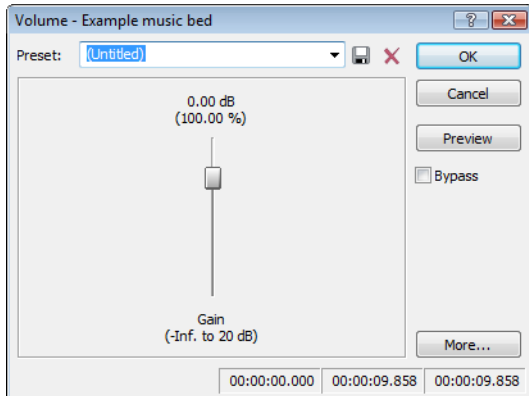 Volume - Example music bed
Preset: (Untitled)
OK
Cancel
Preview
Bypass
0.00 dB
(100.00 %)
Gain
(-Inf. to 20 dB)
More...
00:00:00.000 00:00:09.858 00:00:09.858